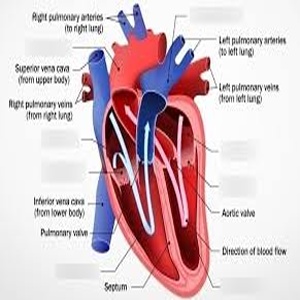 Right pulmonary arteries
(to right lung)
Superior vena cava
(from upper body)
Right pulmonary veins
(from right lung)
Inferior vena cava
(from lower body)
Pulmonary valve
Septum
Left pulmonary arteries
(to left lung)
Left pulmonary veins
(from left lung)
Aortic valve
Direction of blood flow